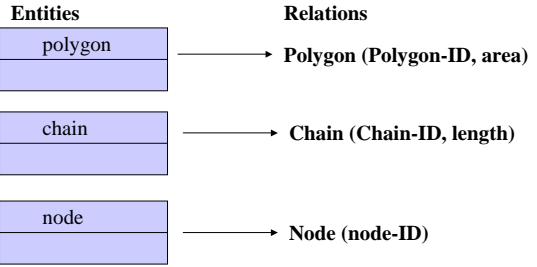 Entities Relations
polygon
Polygon (Polygon-ID, area)
chain
Chain (Chain-ID, length)
node
Node (node-ID)